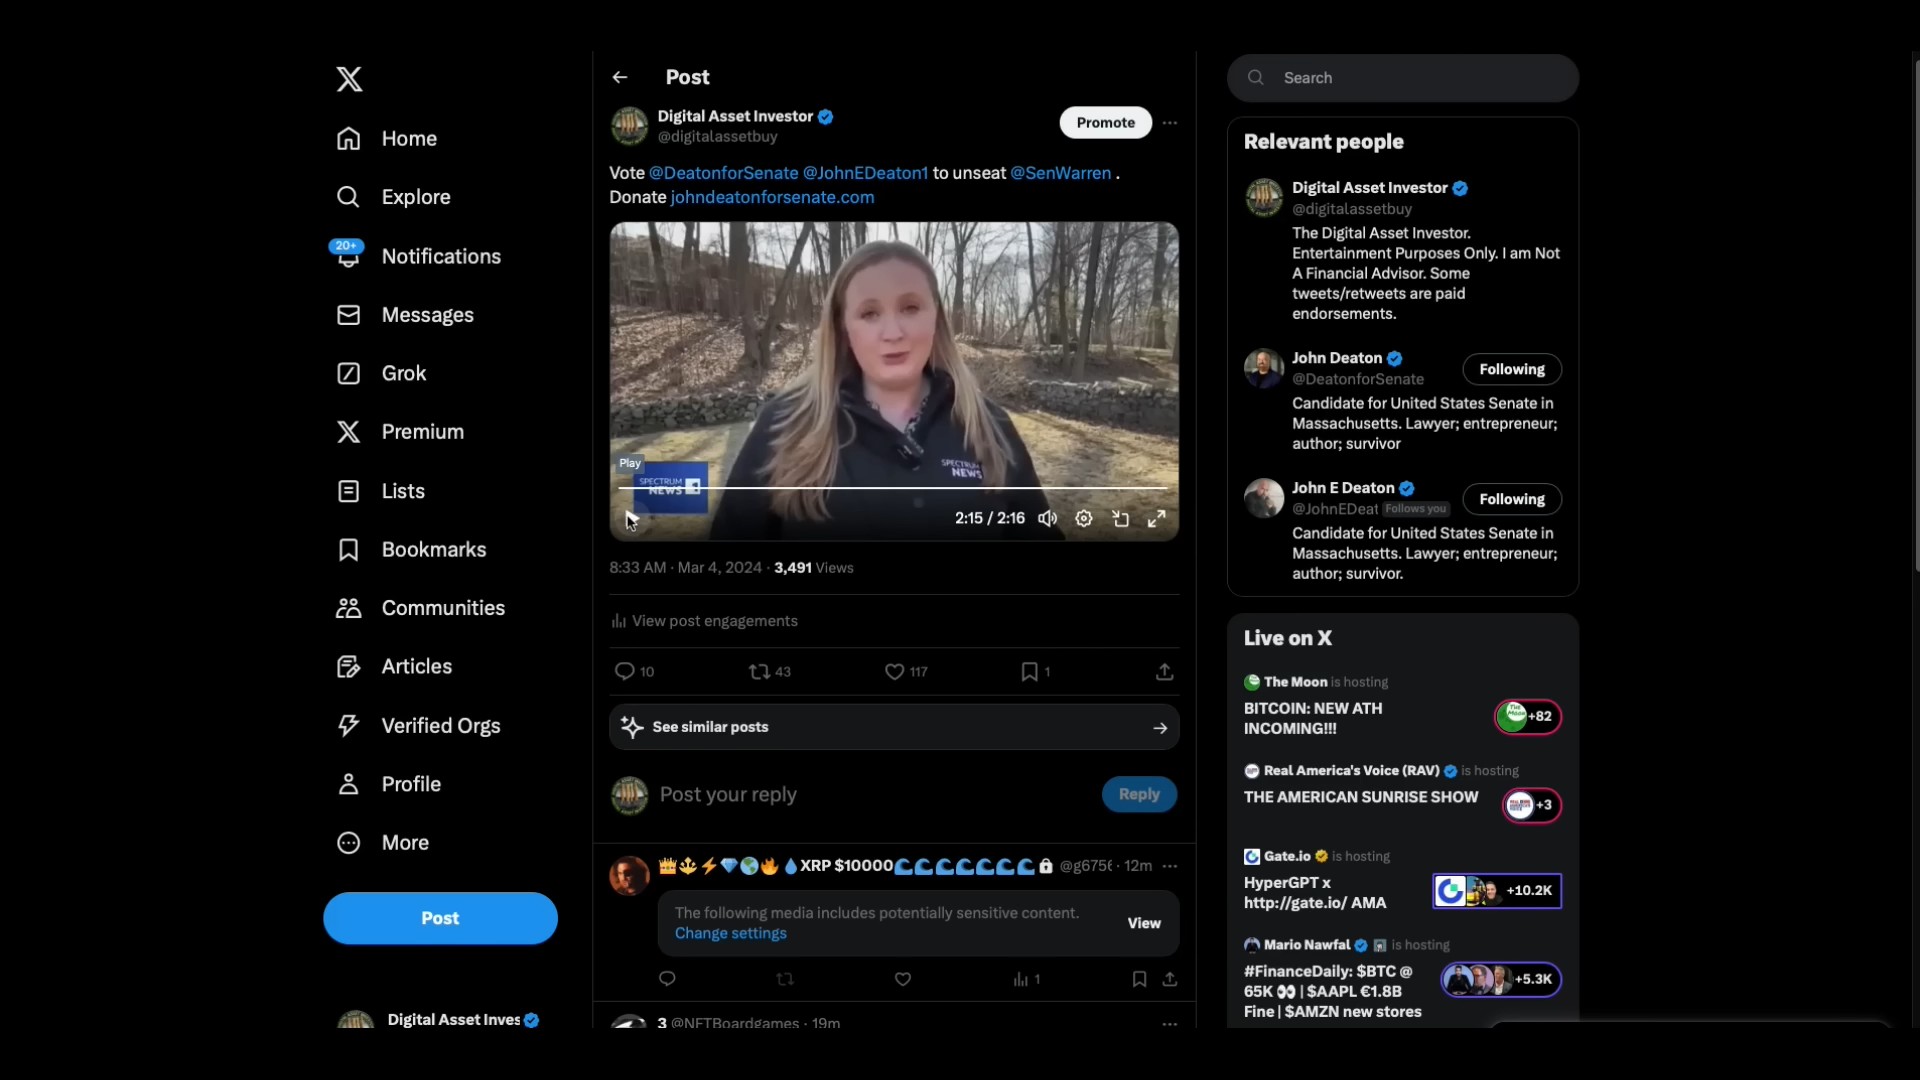 Home
Explore
20+
Notifications
Messages
Grok
Premium
Lists
Bookmarks
Communities
Articles
Verified Orgs
Profile
More
Post
Digital Asset Inves
Post
Digital Asset Investor
@digitalassetbuy
Promote
Vote @DeatonforSenate @JohnEDeaton1 to unseat @SenWarren .
Donate johndeatonforsenate.com
SPECTRUM
NEWS
Play
SPECTRUM
NEWS 1
2:15 / 2:16
8:33 AM · Mar 4, 2024 · 3,491 Views
View post engagements
10 43 117 1
See similar posts
Post your reply
Reply
XRP $10000 @g675 · 12m
The following media includes potentially sensitive content.
Change settings
View
1
3 @NFTBoardgames · 19m
Search
Relevant people
Digital Asset Investor
@digitalassetbuy
The Digital Asset Investor.
Entertainment Purposes Only. I am Not
A Financial Advisor. Some
tweets/retweets are paid
endorsements.
John Deaton
@DeatonforSenate
Following
Candidate for United States Senate in
Massachusetts. Lawyer; entrepreneur;
author; survivor
John E Deaton
@JohnEDeat Follows you
Following
Candidate for United States Senate in
Massachusetts. Lawyer; entrepreneur;
author; survivor.
Live on X
The Moon is hosting
BITCOIN: NEW ATH
INCOMING!!!
+82
Real America's Voice (RAV) is hosting
THE AMERICAN SUNRISE SHOW
+3
Gate.io is hosting
HyperGPT x
http://gate.io/ AMA
+10.2K
Mario Nawfal is hosting
#FinanceDaily: $BTC @
65K 👀 | $AAPL €1.8B
Fine | $AMZN new stores
+5.3K